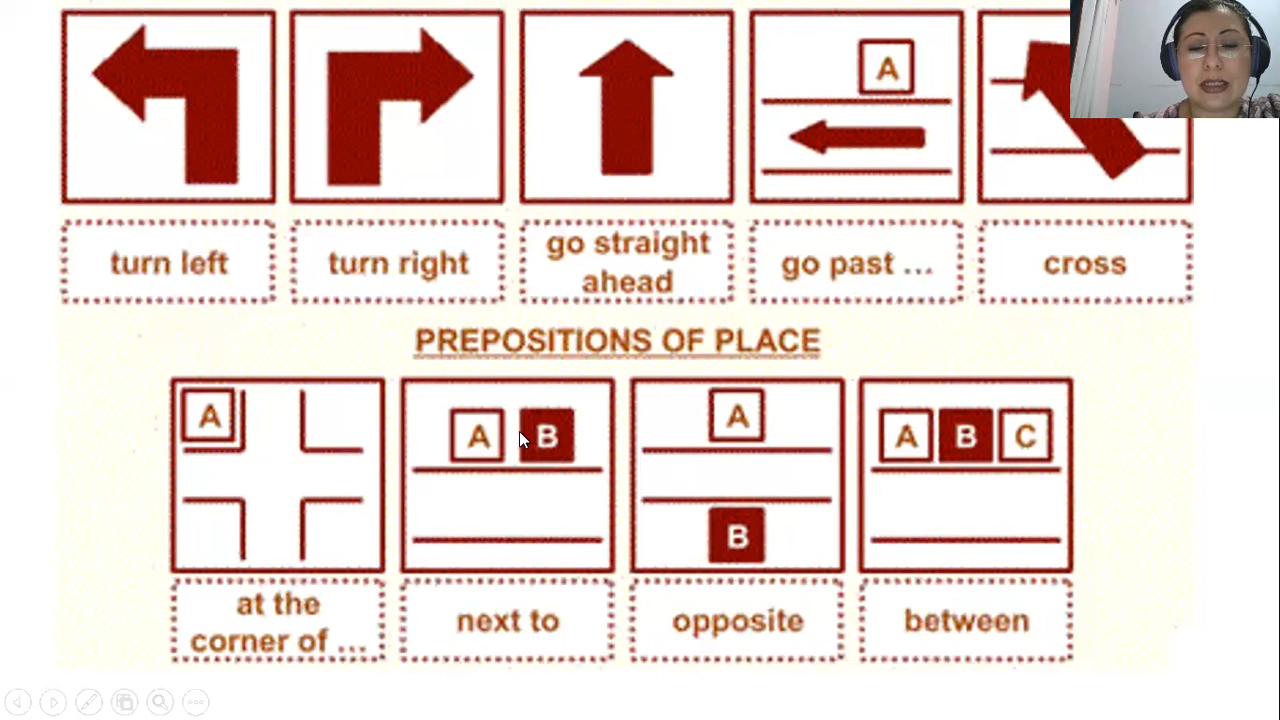 A
turn left
turn right
go straight
ahead
go past ...
cross
PREPOSITIONS OF PLACE
A
A B
A
B
A B C
at the
corner of ...
next to
opposite
between